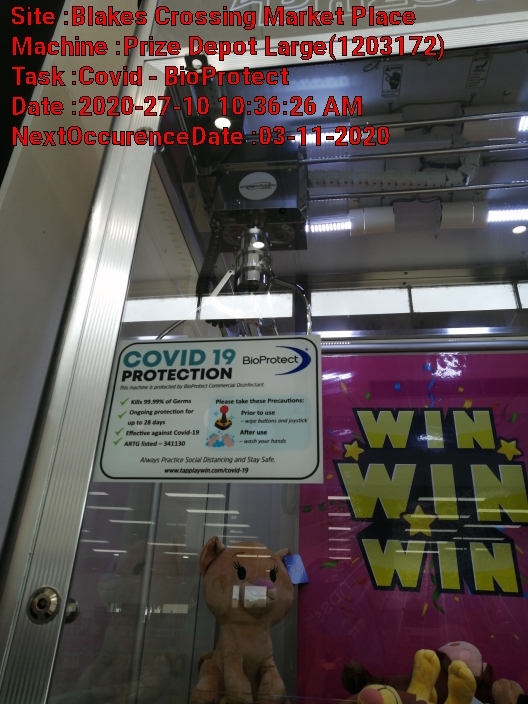 Site :Blakes Crossing Market Place
Machine :Prize Depot Large(1203172)
Task :Covid - BioProtect
Date :2020-27-10 10:36:26 AM
NextOccurenceDate :03-11-2020
COVID 19
PROTECTION
BioProtect
This machine is protected by BioProtect Commercial Disinfectant.
Kills 99.99% of Germs
Ongoing protection for
up to 28 days
Effective against Covid-19
ARTG listed – 341130
Please take these Precautions:
Prior to use
– wipe buttons and joystick
After use
– wash your hands
Always Practice Social Distancing and Stay Safe.
www.tapplaywin.com/covid-19
WIN
WIN
WIN